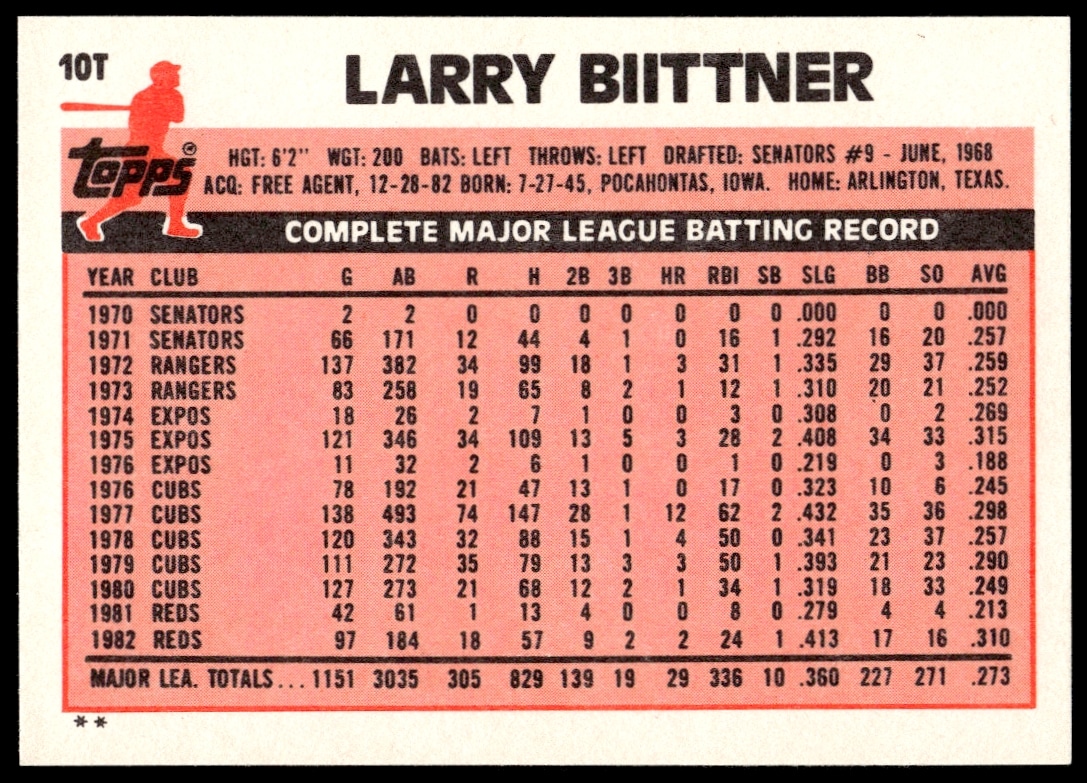 10T
LARRY BIITTNER
Topps®
HGT: 6'2" WGT: 200 BATS: LEFT THROWS: LEFT DRAFTED: SENATORS #9 - JUNE, 1968
ACQ: FREE AGENT, 12-28-82 BORN: 7-27-45, POCAHONTAS, IOWA. HOME: ARLINGTON, TEXAS.
COMPLETE MAJOR LEAGUE BATTING RECORD
YEAR CLUB G AB R H 2B 3B HR RBI SB SLG BB SO AVG
1970 SENATORS 2 2 0 0 0 0 0 0 0 .000 0 0 .000
1971 SENATORS 66 171 12 44 4 1 0 16 1 .292 16 20 .257
1972 RANGERS 137 382 34 99 18 1 3 31 1 .335 29 37 .259
1973 RANGERS 83 258 19 65 8 2 1 12 1 .310 20 21 .252
1974 EXPOS 18 26 2 7 1 0 0 3 0 .308 0 2 .269
1975 EXPOS 121 346 34 109 13 5 3 28 2 .408 34 33 .315
1976 EXPOS 11 32 2 6 1 0 0 1 0 .219 0 3 .188
1976 CUBS 78 192 21 47 13 1 0 17 0 .323 10 6 .245
1977 CUBS 138 493 74 147 28 1 12 62 2 .432 35 36 .298
1978 CUBS 120 343 32 88 15 1 4 50 0 .341 23 37 .257
1979 CUBS 111 272 35 79 13 3 3 50 1 .393 21 23 .290
1980 CUBS 127 273 21 68 12 2 1 34 1 .319 18 33 .249
1981 REDS 42 61 1 13 4 0 0 8 0 .279 4 4 .213
1982 REDS 97 184 18 57 9 2 2 24 1 .413 17 16 .310
MAJOR LEA. TOTALS... 1151 3035 305 829 139 19 29 336 10 .360 227 271 .273
**